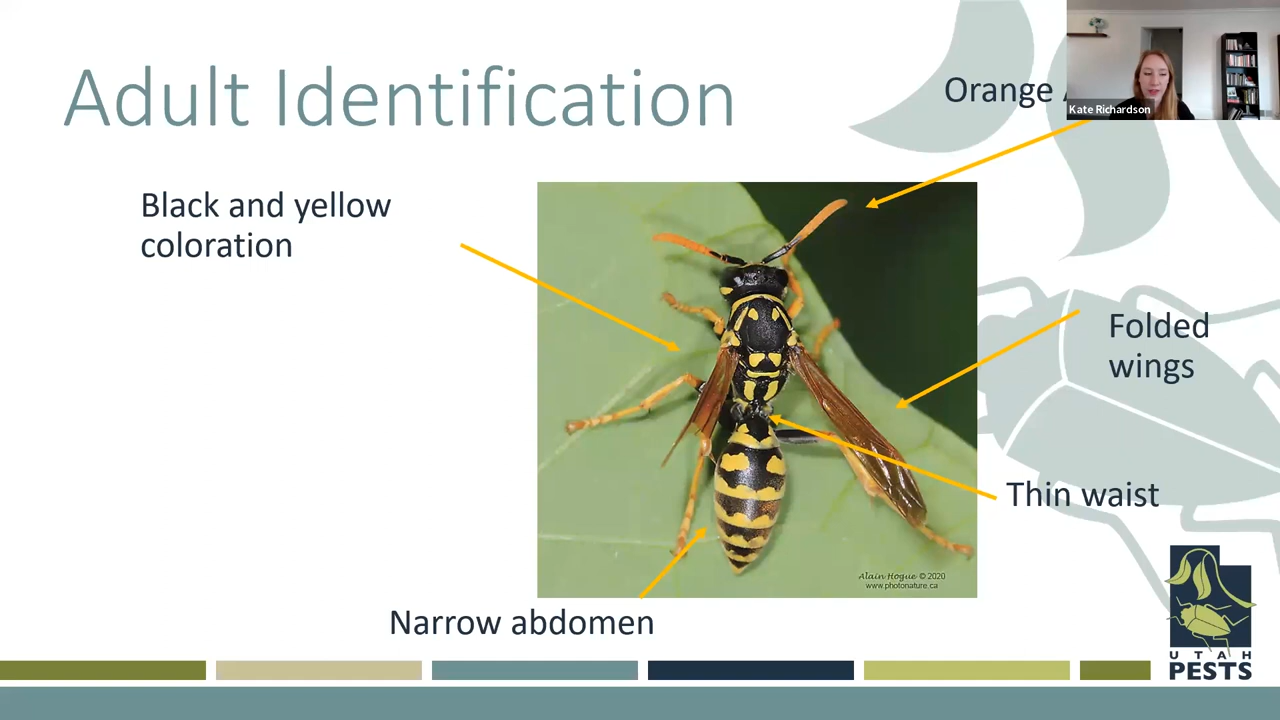 Adult Identification
Orange
Kate Richardson
Black and yellow
coloration
Folded
wings
Thin waist
Narrow abdomen
Alain Hogue © 2020
www.photonature.ca
UTAH
PESTS